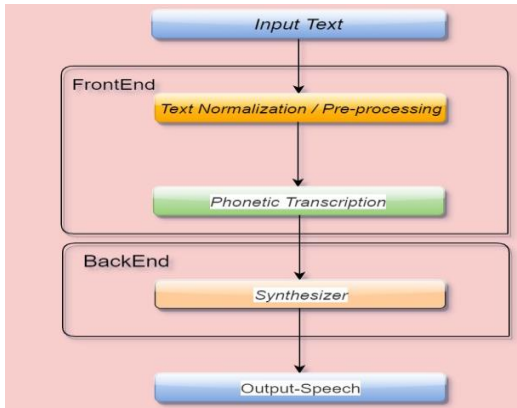 Input Text
FrontEnd
Text Normalization / Pre-processing
Phonetic Transcription
BackEnd
Synthesizer
Output-Speech